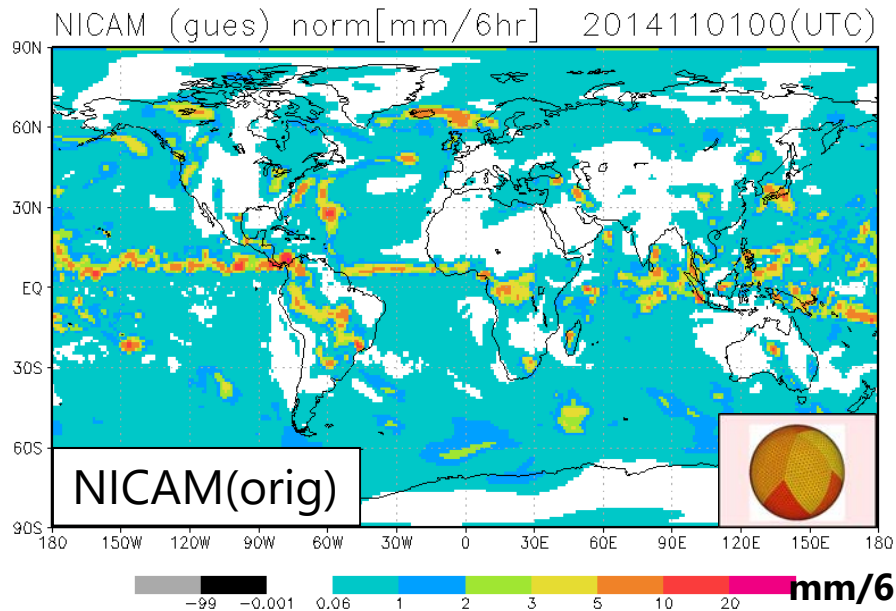 NICAM (gues) norm[mm/6hr] 2014110100(UTC)
90N
60N
30N
EQ
30S
60S
90S
NICAM(orig)
180 150W 120W 90W 60W 30W 0 30E 60E 90E 120E 150E 180
-99 -0.001 0.06 1 2 3 5 10 20 mm/6